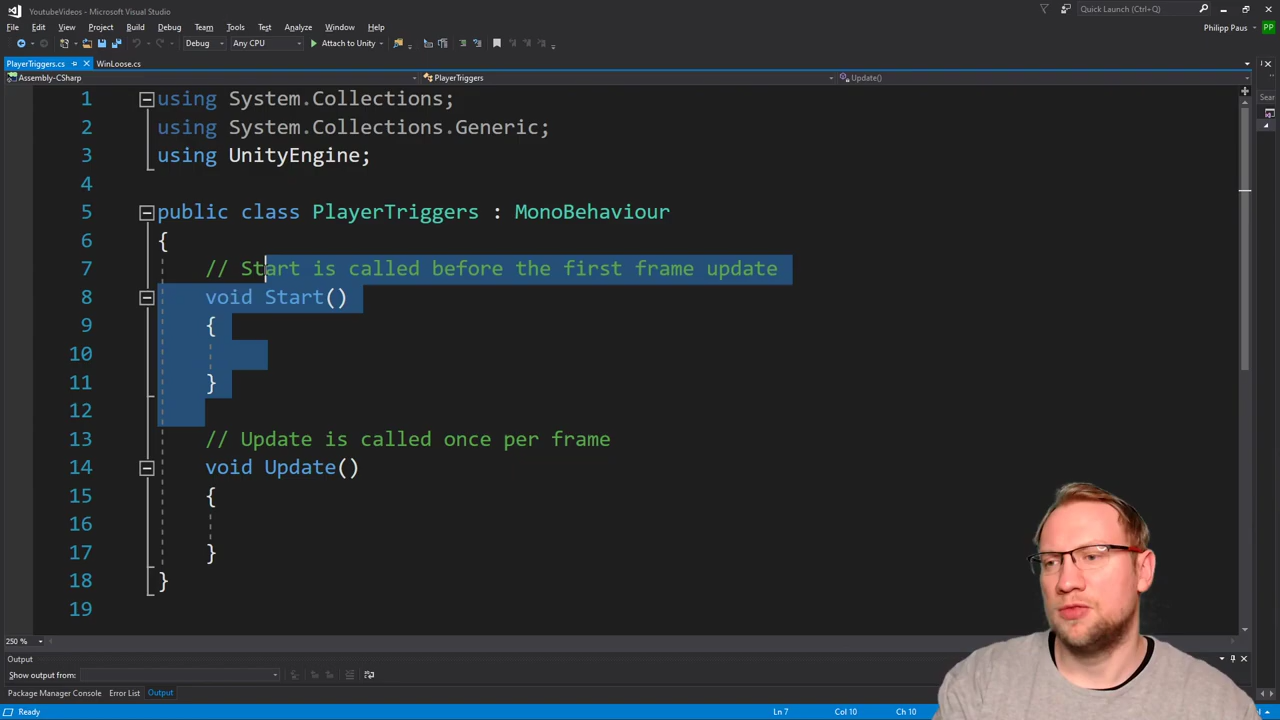 YoutubeVideos - Microsoft Visual Studio
Quick Launch (Ctrl+Q)
File Edit View Project Build Debug Team Tools Test Analyze Window Help
Philipp Paus PP
Debug Any CPU Attach to Unity
PlayerTriggers.cs WinLoose.cs
Assembly-CSharp PlayerTriggers Update()
1 using System.Collections;
2 using System.Collections.Generic;
3 using UnityEngine;
4
5 public class PlayerTriggers : MonoBehaviour
6 {
7 // Start is called before the first frame update
8 void Start()
9 {
10
11 }
12
13 // Update is called once per frame
14 void Update()
15 {
16
17 }
18 }
19
Sear
250 %
Output
Show output from:
Package Manager Console Error List Output
Ready Ln 7 Col 10 Ch 10